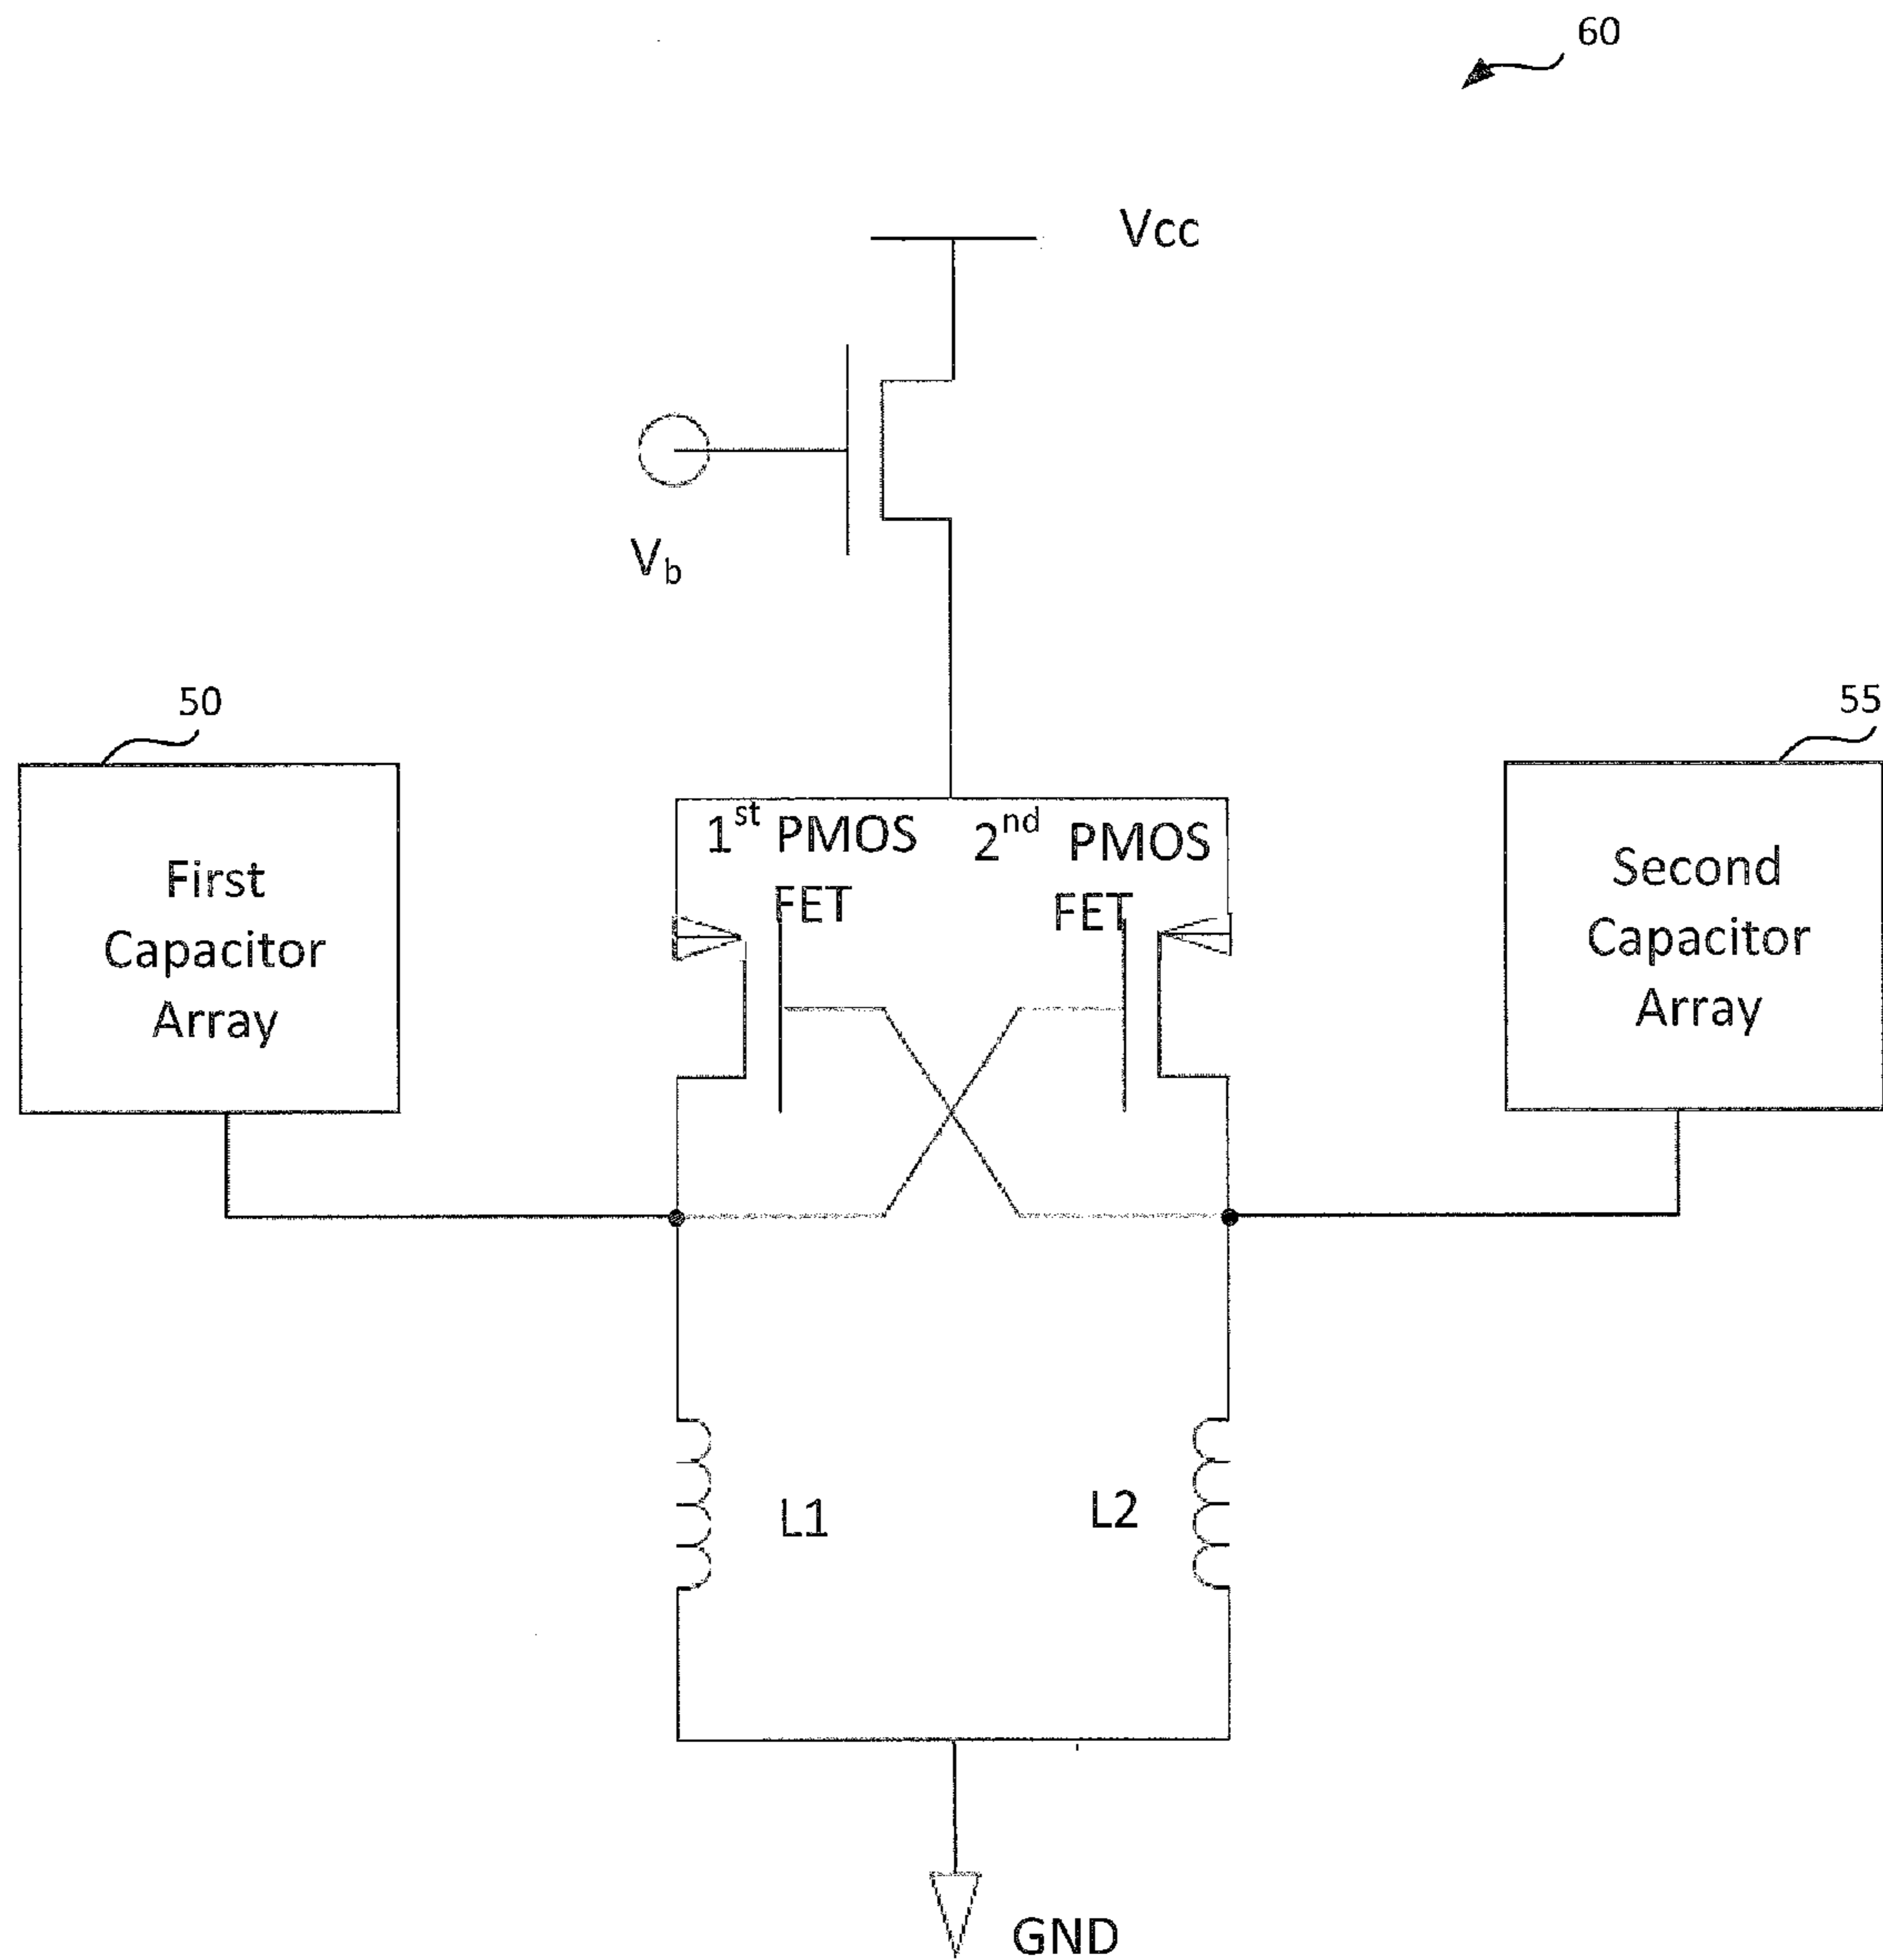 60
Vcc
Vb
50
55
1st PMOS
FET
2nd PMOS
FET
First
Capacitor
Array
Second
Capacitor
Array
L1
L2
GND